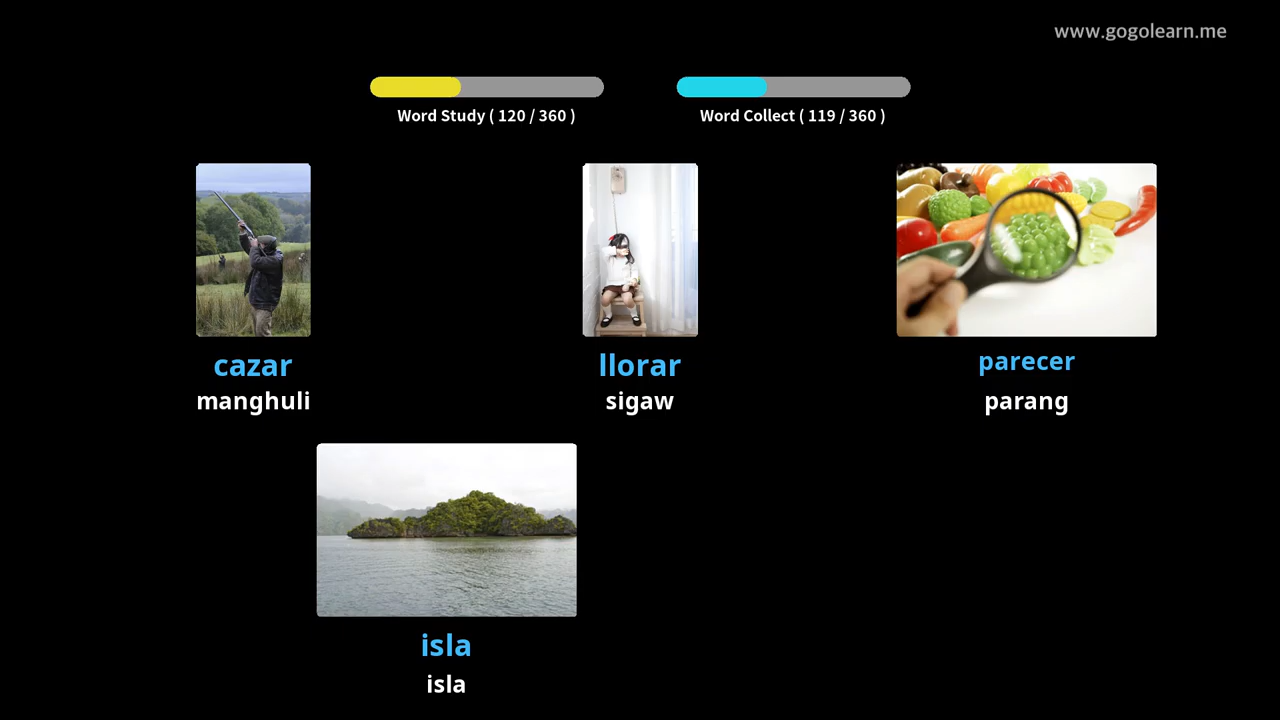 www.gogolearn.me
Word Study ( 120 / 360 )
Word Collect ( 119 / 360 )
cazar
manghuli
llorar
sigaw
parecer
parang
isla
isla